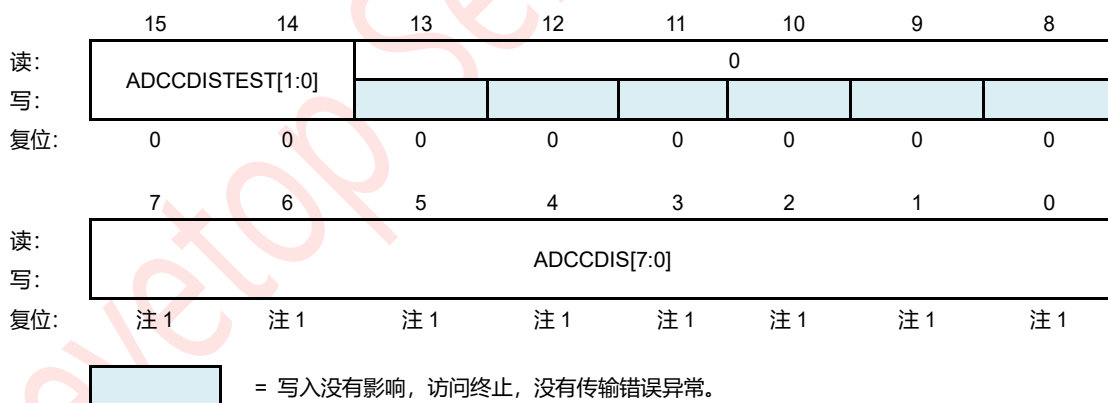 15 14 13 12 11 10 9 8
读: ADCCDISTEST[1:0] 0
写:
复位: 0 0 0 0 0 0 0 0
7 6 5 4 3 2 1 0
读: ADCCDIS[7:0]
写:
复位: 注 1 注 1 注 1 注 1 注 1 注 1 注 1 注 1
= 写入没有影响，访问终止，没有传输错误异常。